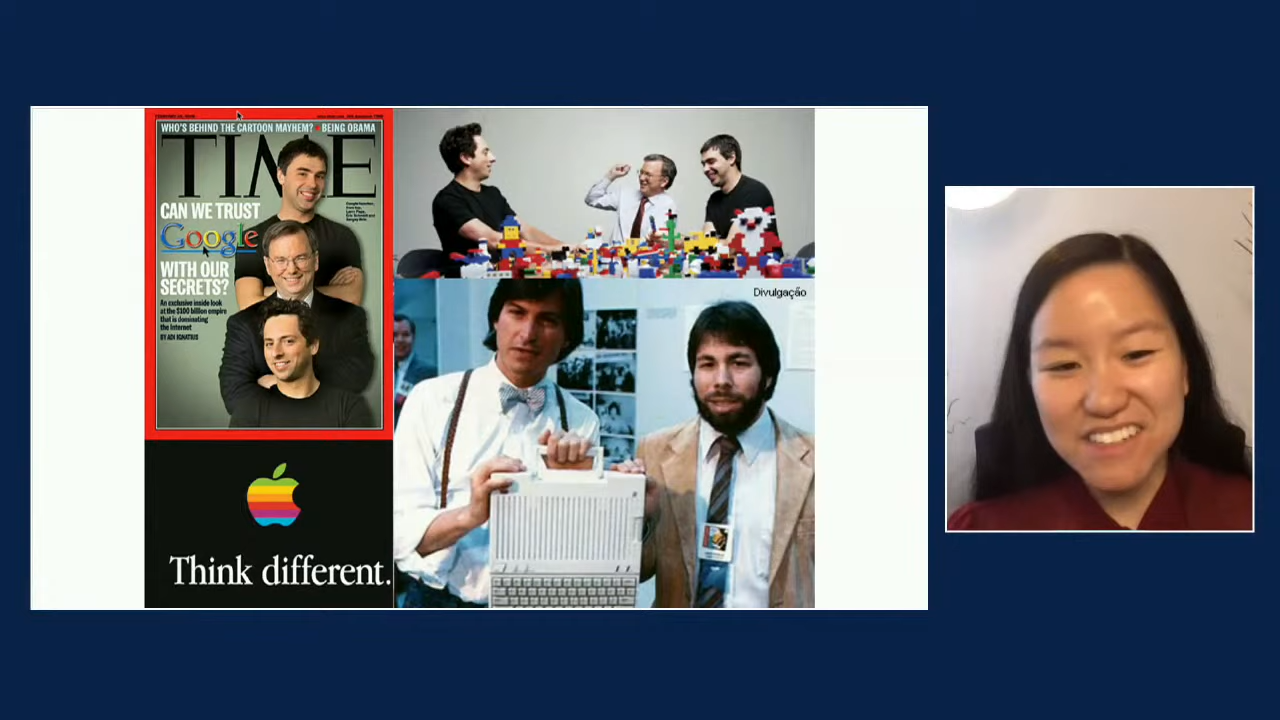 WHO'S BEHIND THE CARTOON MAYHEM? • BEING OBAMA
TIME
CAN WE TRUST
Google
WITH OUR
SECRETS?
An exclusive inside look
at the $100 billion empire
that is dominating
the Internet
BY ADI IGNATIUS
Divulgação
Think different.